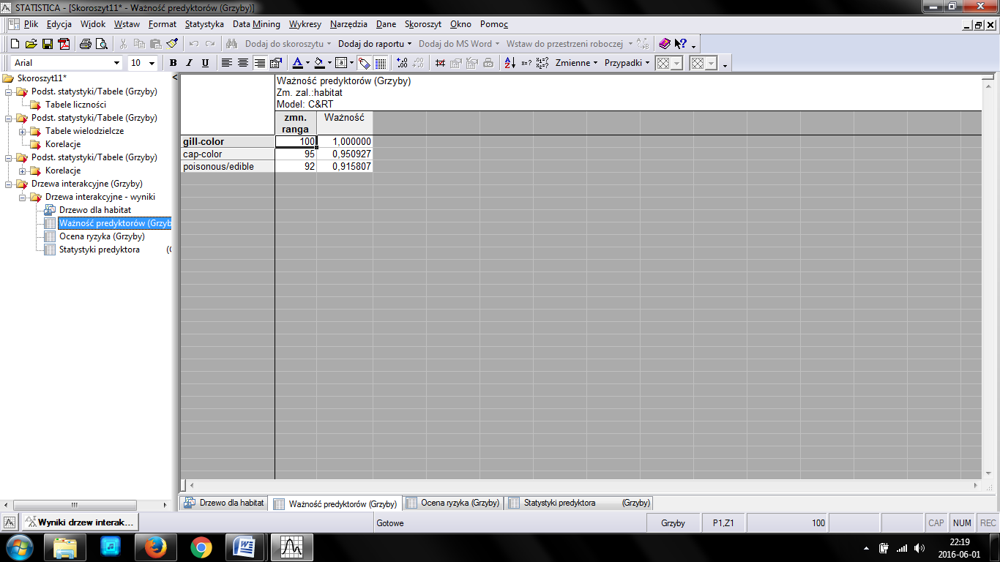 STATISTICA - [Skoroszyt11* - Ważność predyktorów (Grzyby)]
Plik Edycja Widok Wstaw Format Statystyka Data Mining Wykresy Narzędzia Dane Skoroszyt Okno Pomoc
Dodaj do skoroszytu Dodaj do raportu Dodaj do MS Word Wstaw do przestrzeni roboczej
Arial 10 B I U A Zmienne Przypadki
Skoroszyt11*
Podst. statystyki/Tabele (Grzyby)
Tabele liczności
Podst. statystyki/Tabele (Grzyby)
Tabele wielodzielcze
Korelacje
Podst. statystyki/Tabele (Grzyby)
Korelacje
Drzewa interakcyjne (Grzyby)
Drzewa interakcyjne - wyniki
Drzewo dla habitat
Ważność predyktorów (Grzyb
Ocena ryzyka (Grzyby)
Statystyki predyktora (G
Ważność predyktorów (Grzyby)
Zm. zal.:habitat
Model: C&RT
zmn. Ważność
ranga
gill-color 100 1,000000
cap-color 95 0,950927
poisonous/edible 92 0,915807
Drzewo dla habitat Ważność predyktorów (Grzyby) Ocena ryzyka (Grzyby) Statystyki predyktora (Grzyby)
Wyniki drzew interak... Gotowe Grzyby P1,Z1 100 CAP NUM REC
22:19
2016-06-01